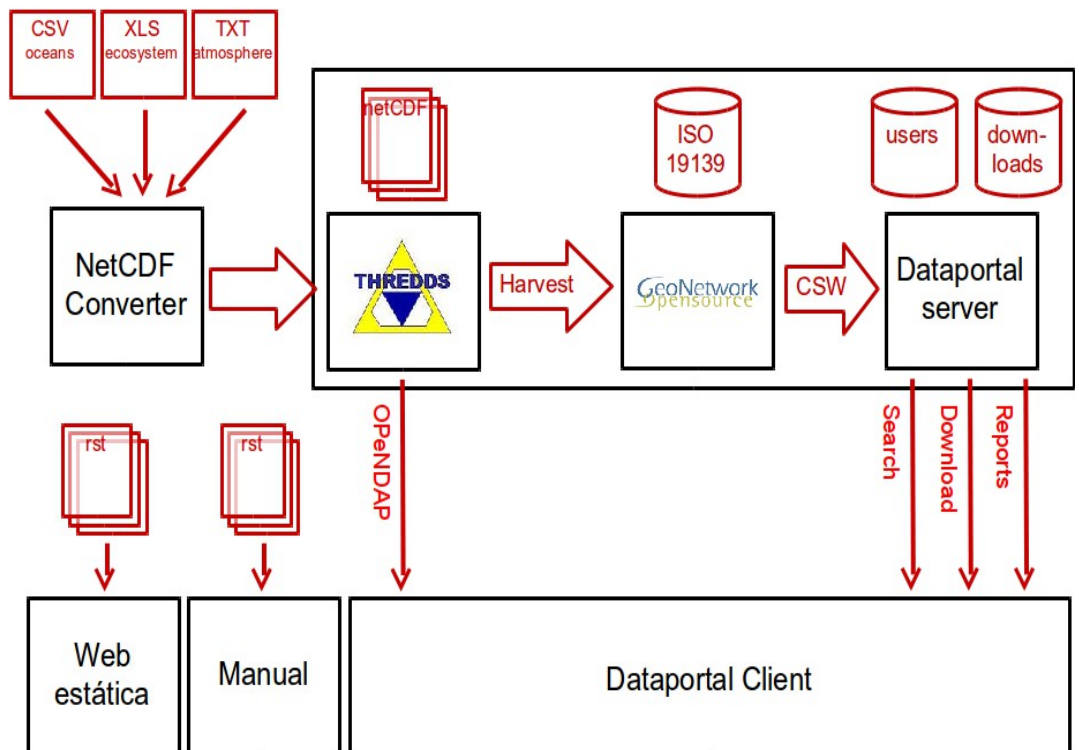 CSV
oceans
XLS
ecosystem
TXT
atmosphere
netCDF
ISO
19139
users
down-
loads
NetCDF
Converter
THREDDS
Harvest
GeoNetwork
Opensource
CSW
Dataportal
server
OPeNDAP
Search
Download
Reports
rst
rst
Web
estática
Manual
Dataportal Client